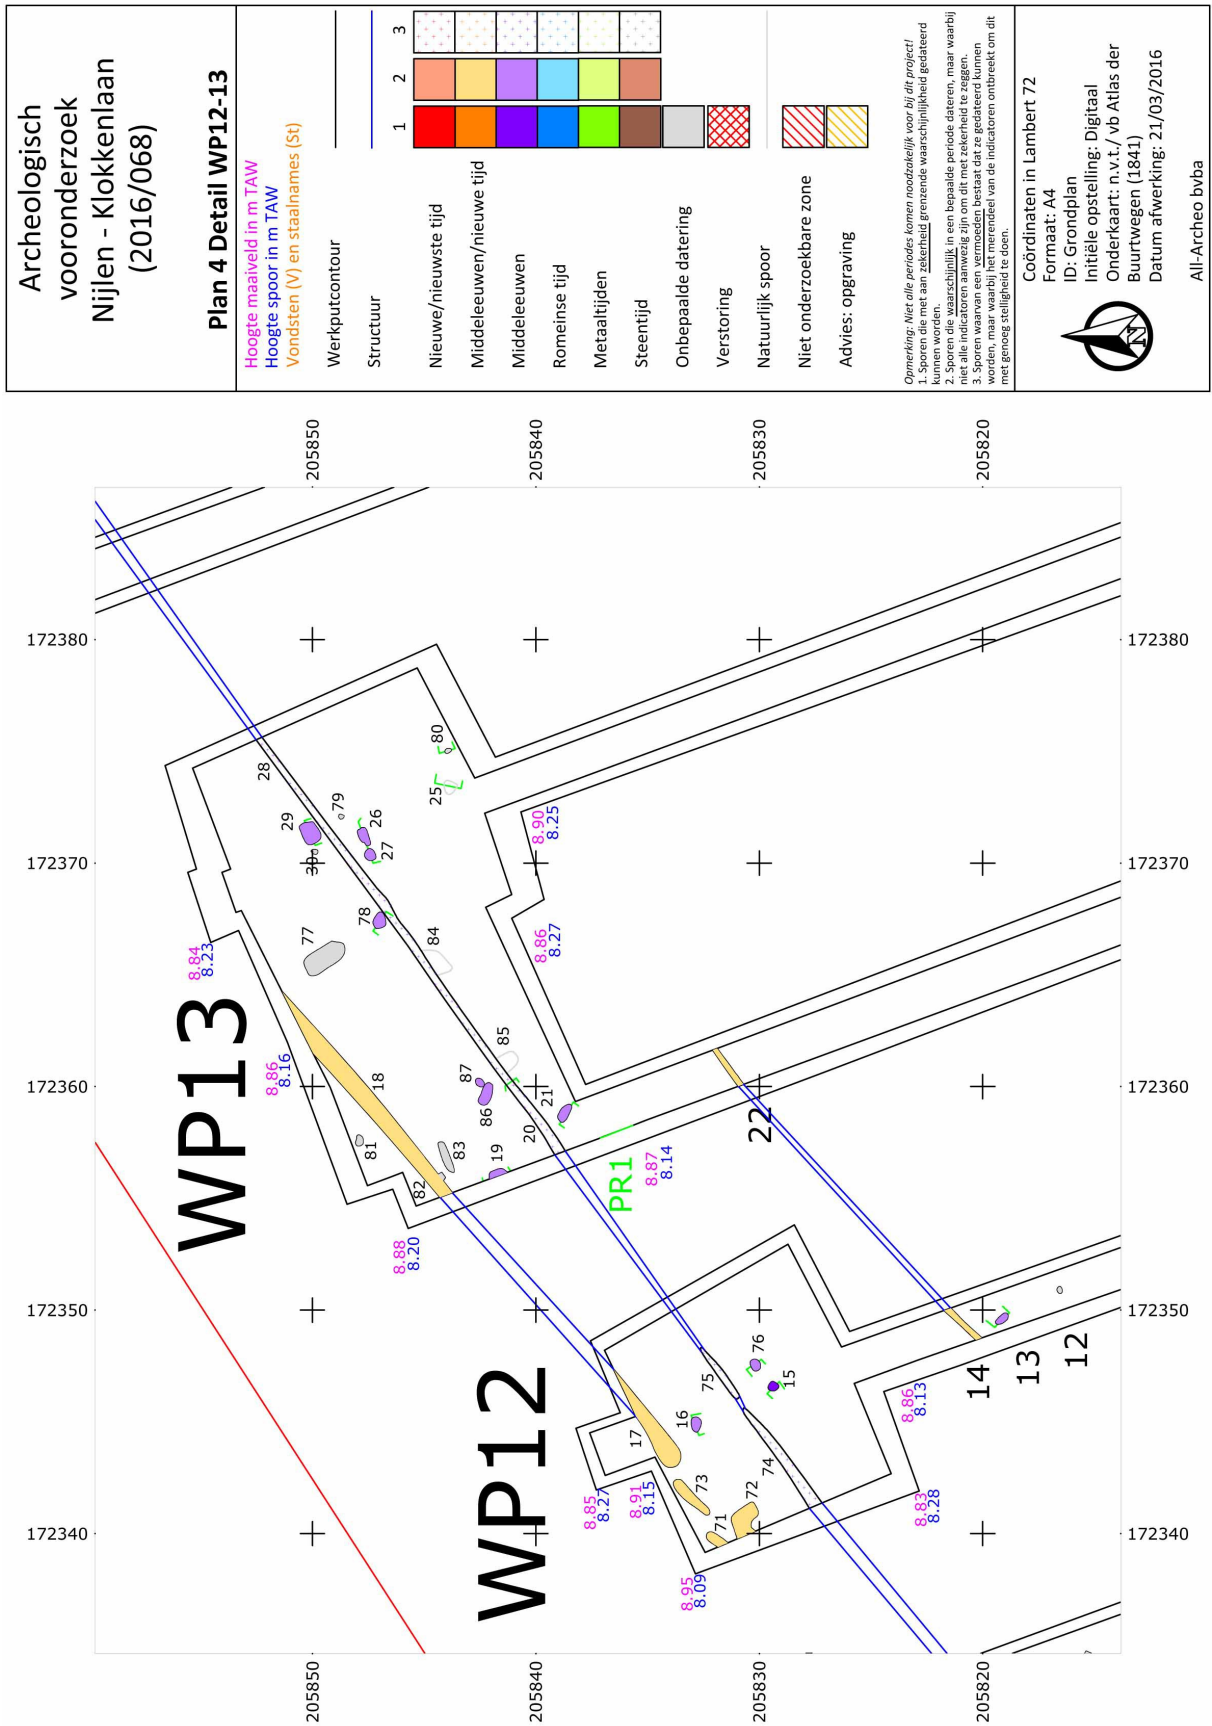 Archeologisch
vooronderzoek
Nijlen - Klokkenlaan
(2016/068)
Plan 4 Detail WP12-13
Hoogte maaiveld in m TAW
Hoogte spoor in m TAW
Vondsten (V) en staalnames (St)
Werkputcontour
Structuur
1 2 3
Nieuwe/nieuwste tijd
Middeleeuwen/nieuwe tijd
Middeleeuwen
Romeinse tijd
Metaaltijden
Steentijd
Onbepaalde datering
Verstoring
Natuurlijk spoor
Niet onderzoekbare zone
Advies: opgraving
Opmerking: Niet alle periodes komen noodzakelijk voor bij dit project!
1. Sporen die met aan zekerheid grenzende waarschijnlijkheid gedateerd
kunnen worden.
2. Sporen die waarschijnlijk in een bepaalde periode dateren, maar waarbij
niet alle indicatoren aanwezig zijn om dit met zekerheid te zeggen.
3. Sporen waarvan een vermoeden bestaat dat ze gedateerd kunnen
worden, maar waarbij het merendeel van de indicatoren ontbreekt om dit
met genoeg stelligheid te doen.
N
Coördinaten in Lambert 72
Formaat: A4
ID: Grondplan
Initiële opstelling: Digitaal
Onderkaart: n.v.t./ vb Atlas der
Buurtwegen (1841)
Datum afwerking: 21/03/2016
All-Archeo bvba
205850
205840
205830
205820
172380
172380
172370
172370
172360
172360
172350
172350
172340
172340
205850
205840
205830
205820
WP13
28
29
30
79
26
27
80
25
78
77
84
85
18
87
86
21
20
81
83
82
19
8.84
8.23
8.86
8.16
8.88
8.20
8.90
8.25
8.86
8.27
8.87
8.14
PR1
22
WP12
76
15
75
16
17
74
73
72
71
14
13
12
8.85
8.27
8.91
8.15
8.95
8.09
8.86
8.13
8.83
8.28